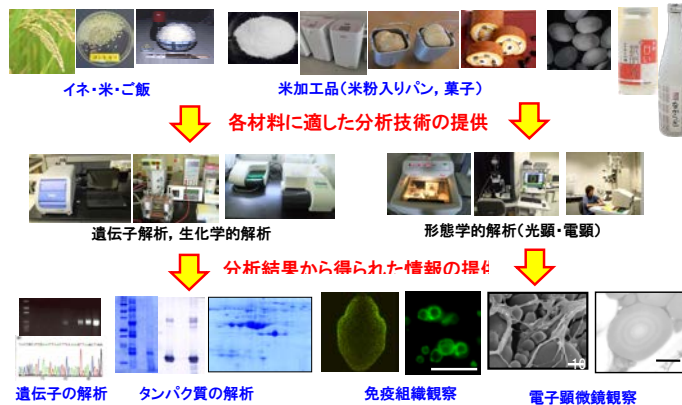 イネ・米・ご飯
米加工品(米粉入りパン, 菓子)
各材料に適した分析技術の提供
遺伝子解析, 生化学的解析
形態学的解析(光顕・電顕)
分析結果から得られた情報の提供
10
遺伝子の解析
タンパク質の解析
免疫組織観察
電子顕微鏡観察